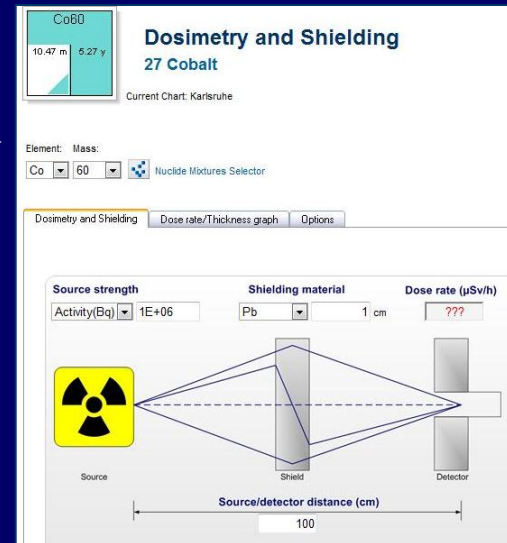 Co60
10.47 m 5.27 y
Dosimetry and Shielding
27 Cobalt
Current Chart: Karlsruhe
Element: Mass:
Co 60 Nuclide Mixtures Selector
Dosimetry and Shielding Dose rate/Thickness graph Options
Source strength Shielding material Dose rate (µSv/h)
Activity(Bq) 1E+06 Pb 1 cm ???
Source Shield Detector
Source/detector distance (cm)
100